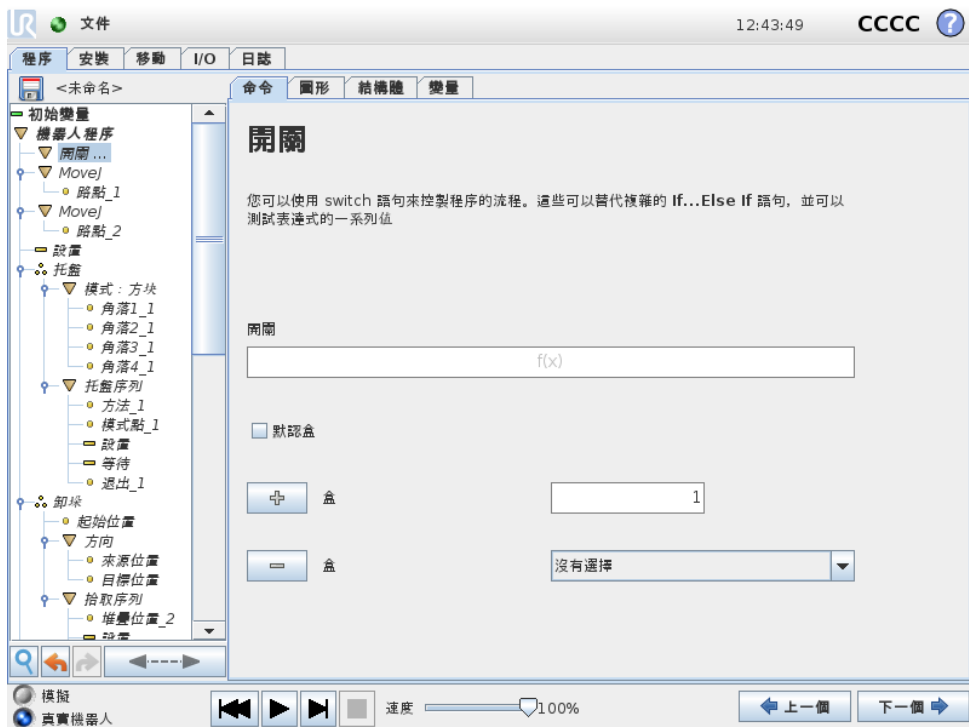 UR 文件 12:43:49 CCCC ?
程序 安裝 移動 I/O 日誌
<未命名>
命令 圖形 結構體 變量
初始變量
機器人程序
開關 ...
MoveJ
路點_1
MoveJ
路點_2
設置
托盤
模式：方块
角落1_1
角落2_1
角落3_1
角落4_1
托盤序列
方法_1
模式點_1
設置
等待
退出_1
卸垛
起始位置
方向
來源位置
目標位置
拾取序列
堆疊位置_2
設置
開關
您可以使用 switch 語句來控製程序的流程。這些可以替代複雜的 If...Else If 語句，並可以
測試表達式的一系列值
開關
f(x)
默認盒
盒 1
盒 沒有選擇
模擬
真實機器人
速度 100%
上一個 下一個